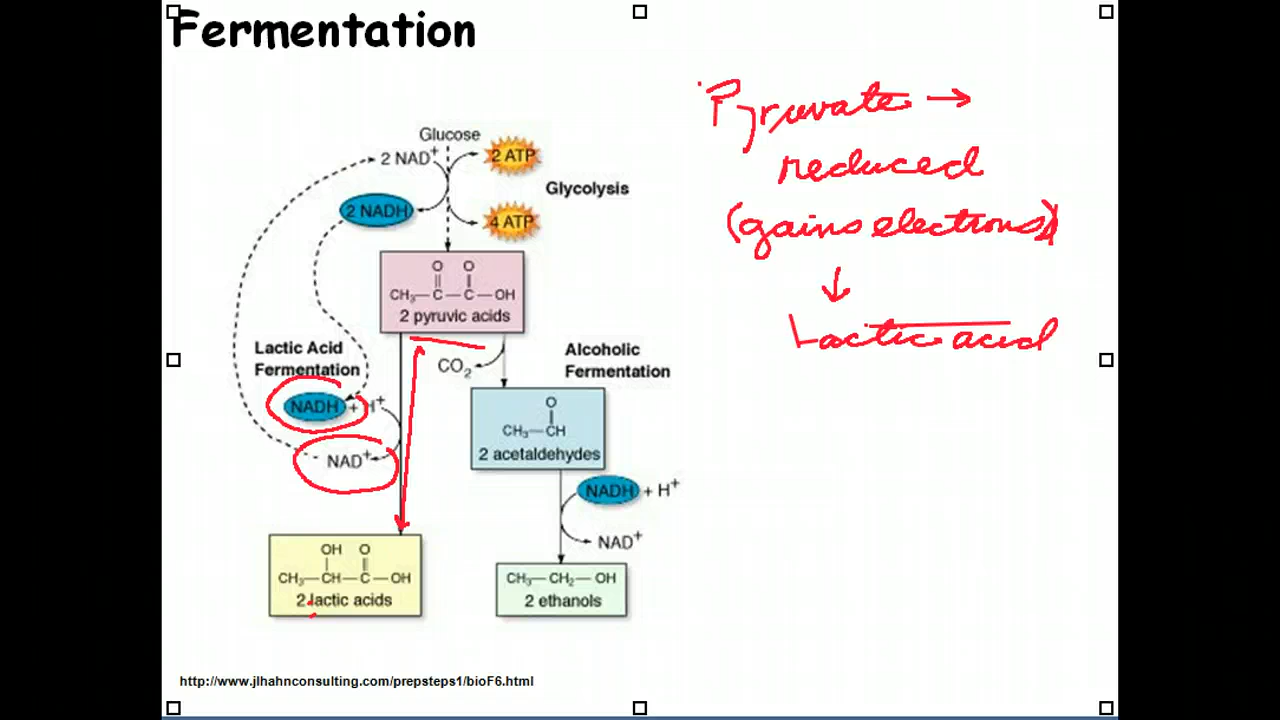 Fermentation
Pyruvate →
reduced
(gains electrons)
↓
Lactic acid
Glucose
2 NAD+
2 ATP
Glycolysis
2 NADH
4 ATP
O O
CH3—C—C—OH
2 pyruvic acids
Lactic Acid
Fermentation
CO2
Alcoholic
Fermentation
NADH + H+
NAD+
O
CH3—CH
2 acetaldehydes
NADH + H+
NAD+
OH O
CH3—CH—C—OH
2 lactic acids
CH3—CH2—OH
2 ethanols
http://www.jlhahnconsulting.com/prepsteps1/bioF6.html